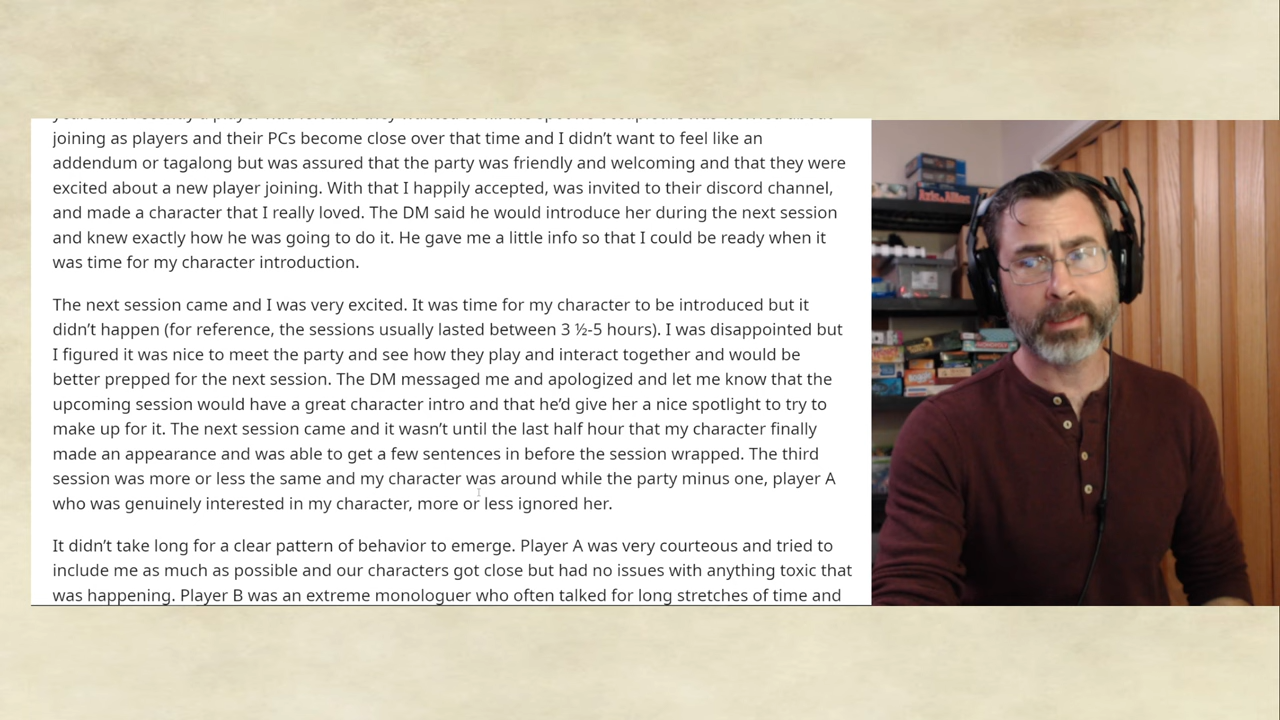 joining as players and their PCs become close over that time and I didn't want to feel like an
addendum or tagalong but was assured that the party was friendly and welcoming and that they were
excited about a new player joining. With that I happily accepted, was invited to their discord channel,
and made a character that I really loved. The DM said he would introduce her during the next session
and knew exactly how he was going to do it. He gave me a little info so that I could be ready when it
was time for my character introduction.
The next session came and I was very excited. It was time for my character to be introduced but it
didn't happen (for reference, the sessions usually lasted between 3 ½-5 hours). I was disappointed but
I figured it was nice to meet the party and see how they play and interact together and would be
better prepped for the next session. The DM messaged me and apologized and let me know that the
upcoming session would have a great character intro and that he'd give her a nice spotlight to try to
make up for it. The next session came and it wasn't until the last half hour that my character finally
made an appearance and was able to get a few sentences in before the session wrapped. The third
session was more or less the same and my character was around while the party minus one, player A
who was genuinely interested in my character, more or less ignored her.
It didn't take long for a clear pattern of behavior to emerge. Player A was very courteous and tried to
include me as much as possible and our characters got close but had no issues with anything toxic that
was happening. Player B was an extreme monologuer who often talked for long stretches of time and